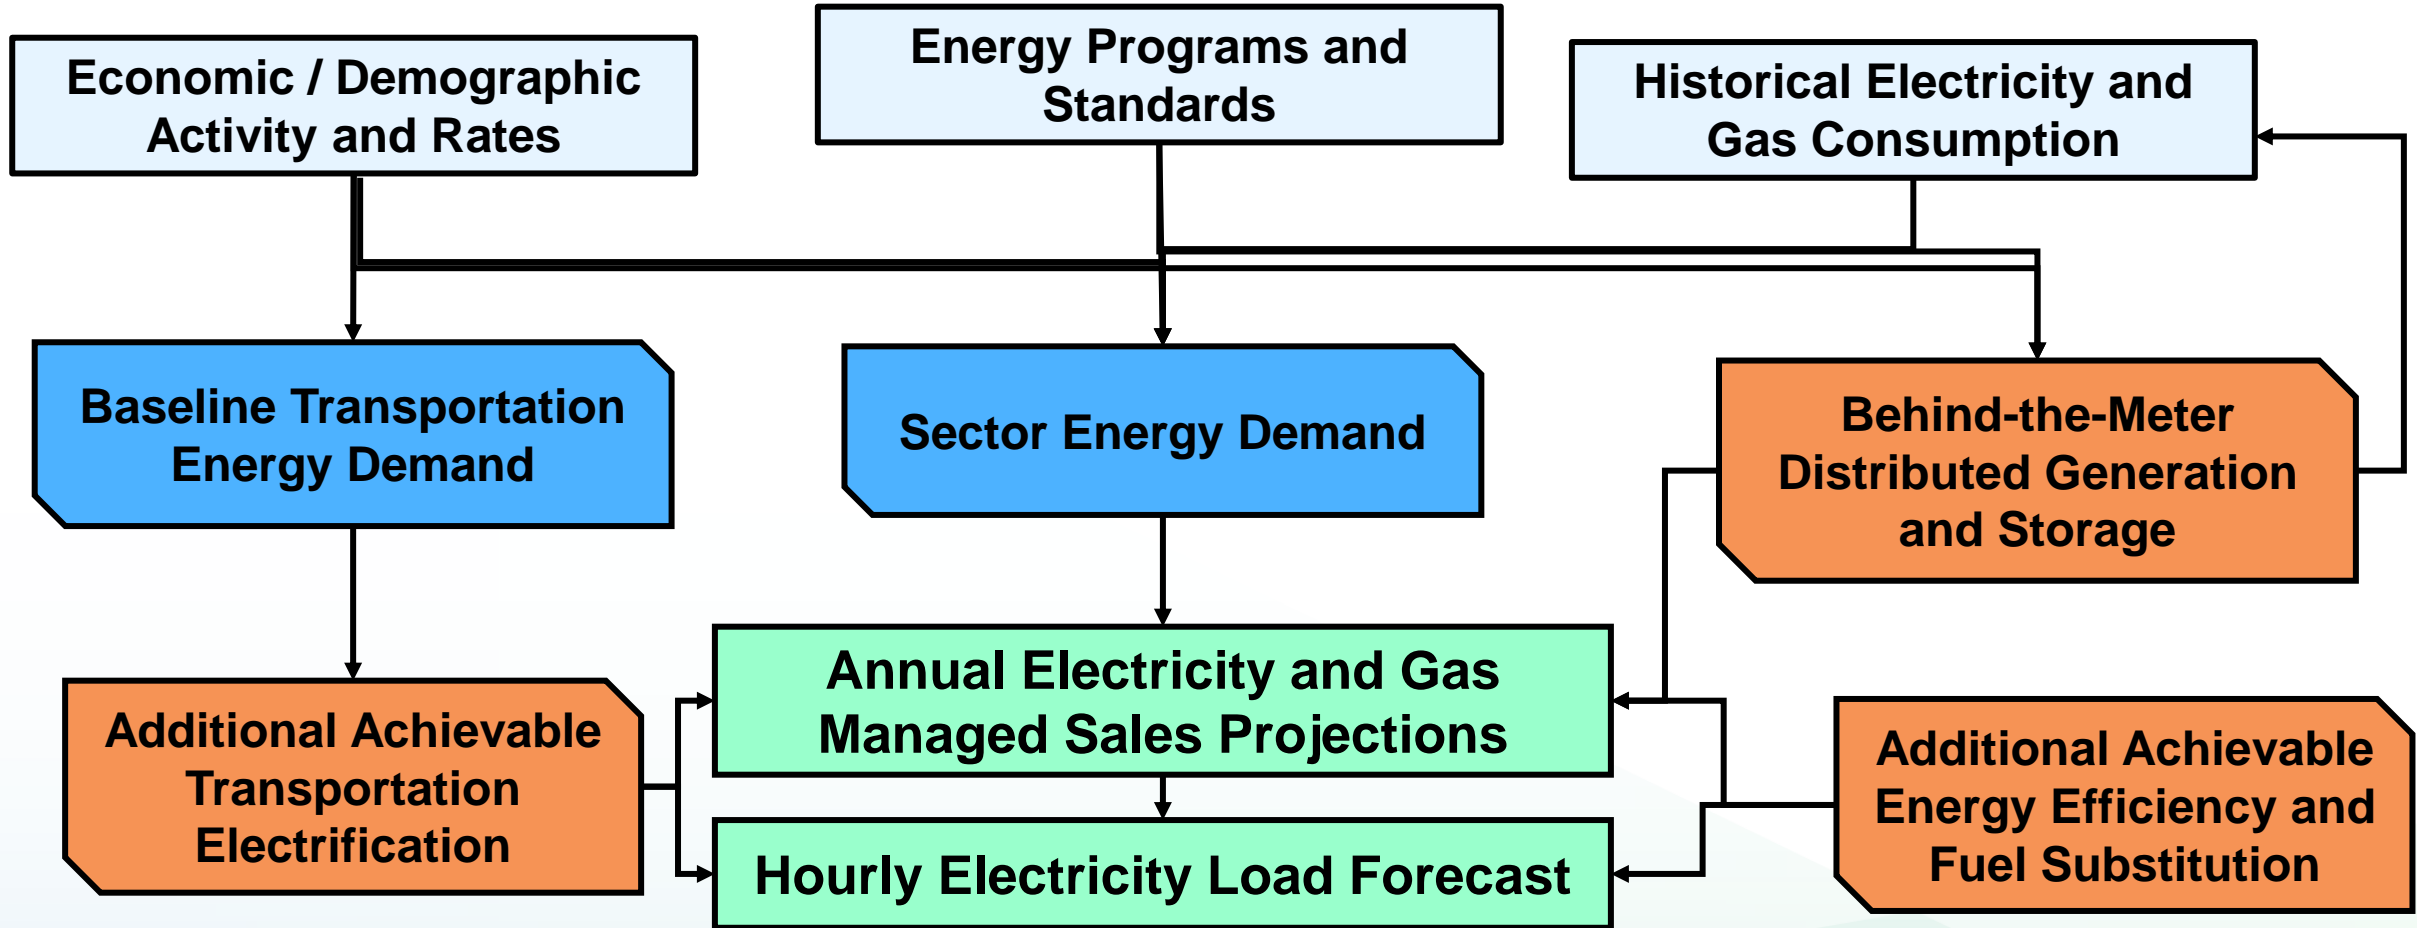 Economic / Demographic
Activity and Rates
Energy Programs and
Standards
Historical Electricity and
Gas Consumption
Baseline Transportation
Energy Demand
Sector Energy Demand
Behind-the-Meter
Distributed Generation
and Storage
Additional Achievable
Transportation
Electrification
Annual Electricity and Gas
Managed Sales Projections
Hourly Electricity Load Forecast
Additional Achievable
Energy Efficiency and
Fuel Substitution